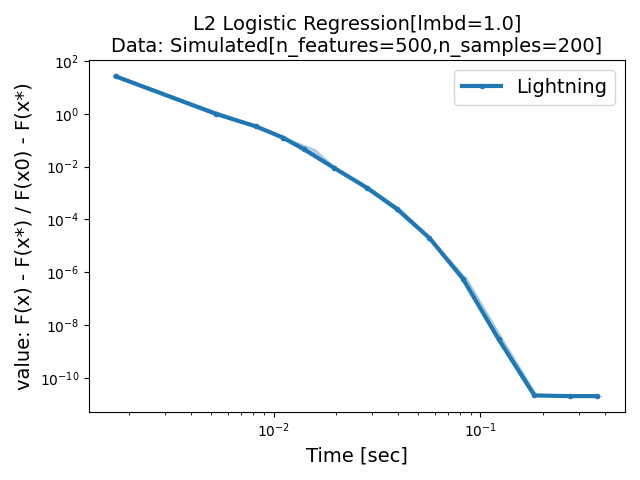 L2 Logistic Regression[lmbd=1.0]
Data: Simulated[n_features=500,n_samples=200]
value: F(x) - F(x*) / F(x0) - F(x*)
10^2
10^0
10^-2
10^-4
10^-6
10^-8
10^-10
Lightning
10^-2
10^-1
Time [sec]